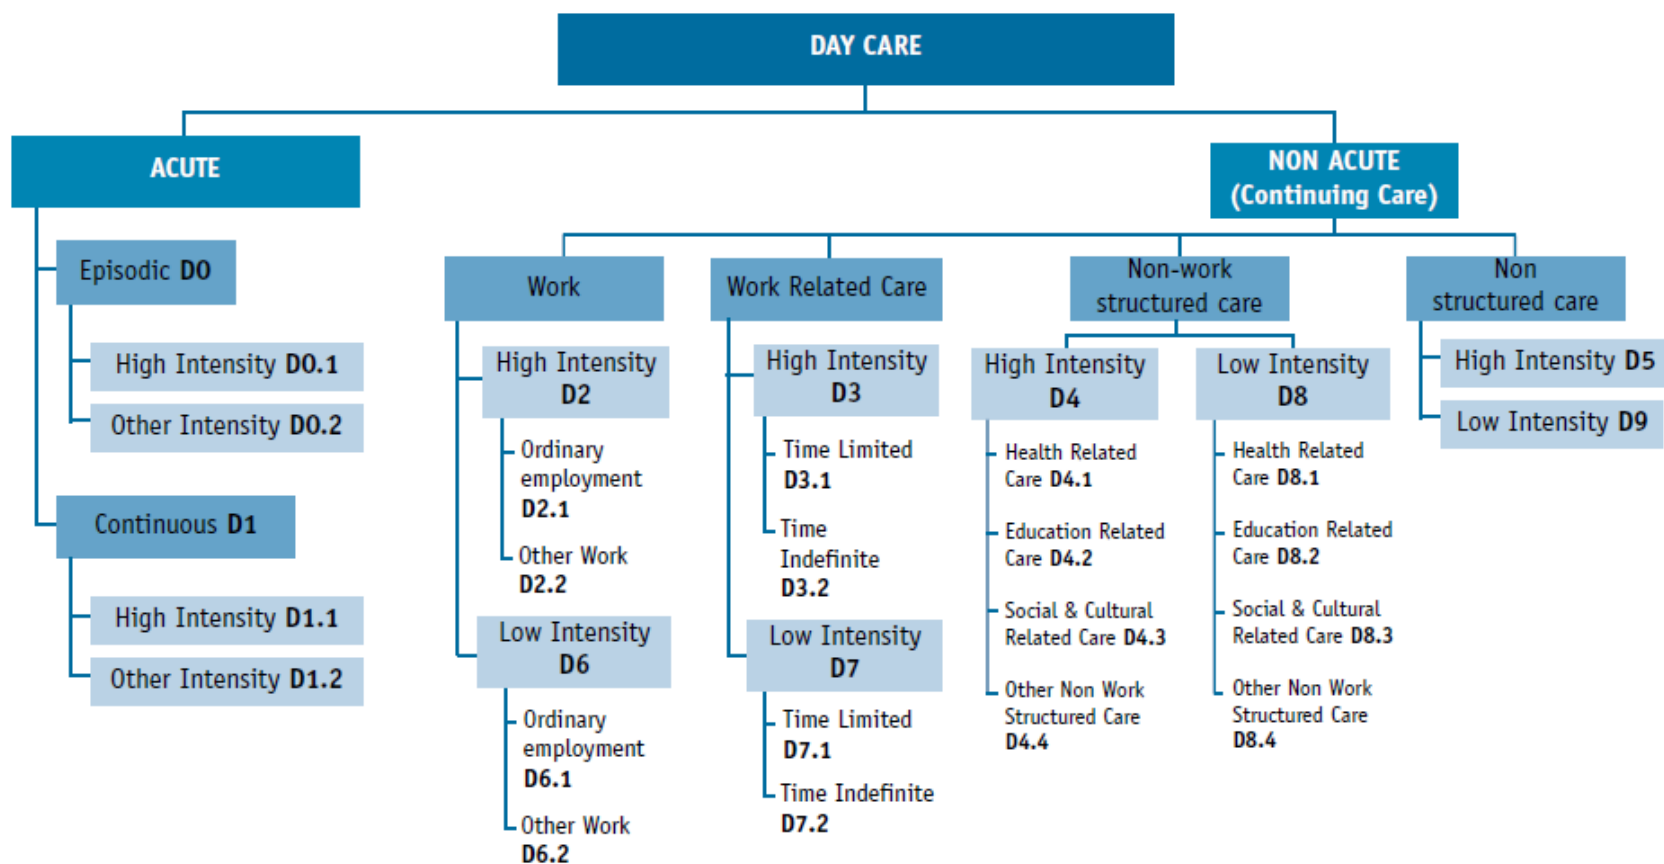 DAY CARE
ACUTE
NON ACUTE
(Continuing Care)
Episodic D0
High Intensity D0.1
Other Intensity D0.2
Continuous D1
High Intensity D1.1
Other Intensity D1.2
Work
High Intensity
D2
Ordinary
employment
D2.1
Other Work
D2.2
Low Intensity
D6
Ordinary
employment
D6.1
Other Work
D6.2
Work Related Care
High Intensity
D3
Time Limited
D3.1
Time
Indefinite
D3.2
Low Intensity
D7
Time Limited
D7.1
Time Indefinite
D7.2
Non-work
structured care
High Intensity
D4
Health Related
Care D4.1
Education Related
Care D4.2
Social & Cultural
Related Care D4.3
Other Non Work
Structured Care
D4.4
Low Intensity
D8
Health Related
Care D8.1
Education Related
Care D8.2
Social & Cultural
Related Care D8.3
Other Non Work
Structured Care
D8.4
Non
structured care
High Intensity D5
Low Intensity D9